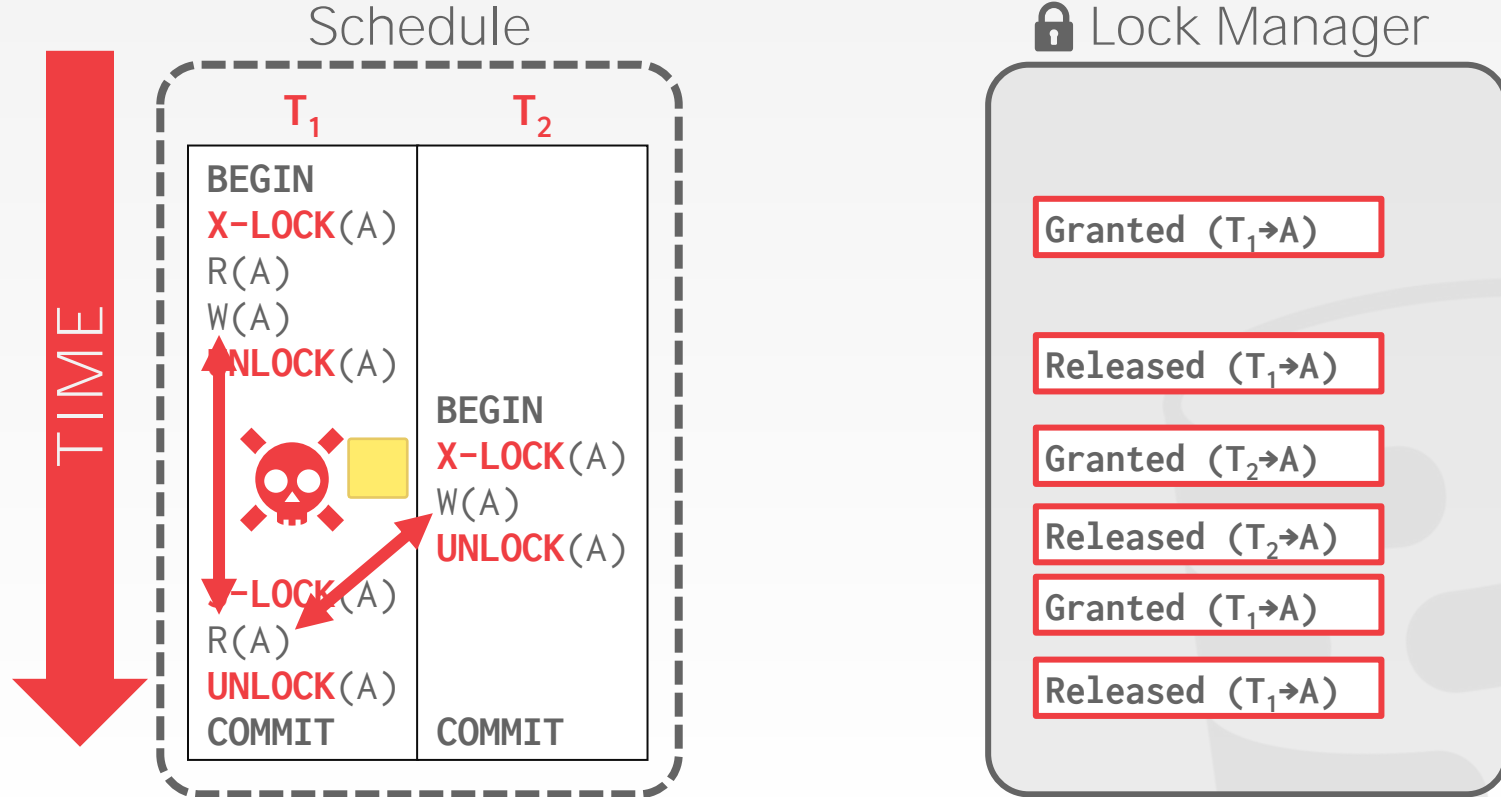 TIME
Schedule
T₁ T₂
BEGIN
X-LOCK(A)
R(A)
W(A)
UNLOCK(A)
S-LOCK(A)
R(A)
UNLOCK(A)
COMMIT
BEGIN
X-LOCK(A)
W(A)
UNLOCK(A)
COMMIT
Lock Manager
Granted (T₁→A)
Released (T₁→A)
Granted (T₂→A)
Released (T₂→A)
Granted (T₁→A)
Released (T₁→A)